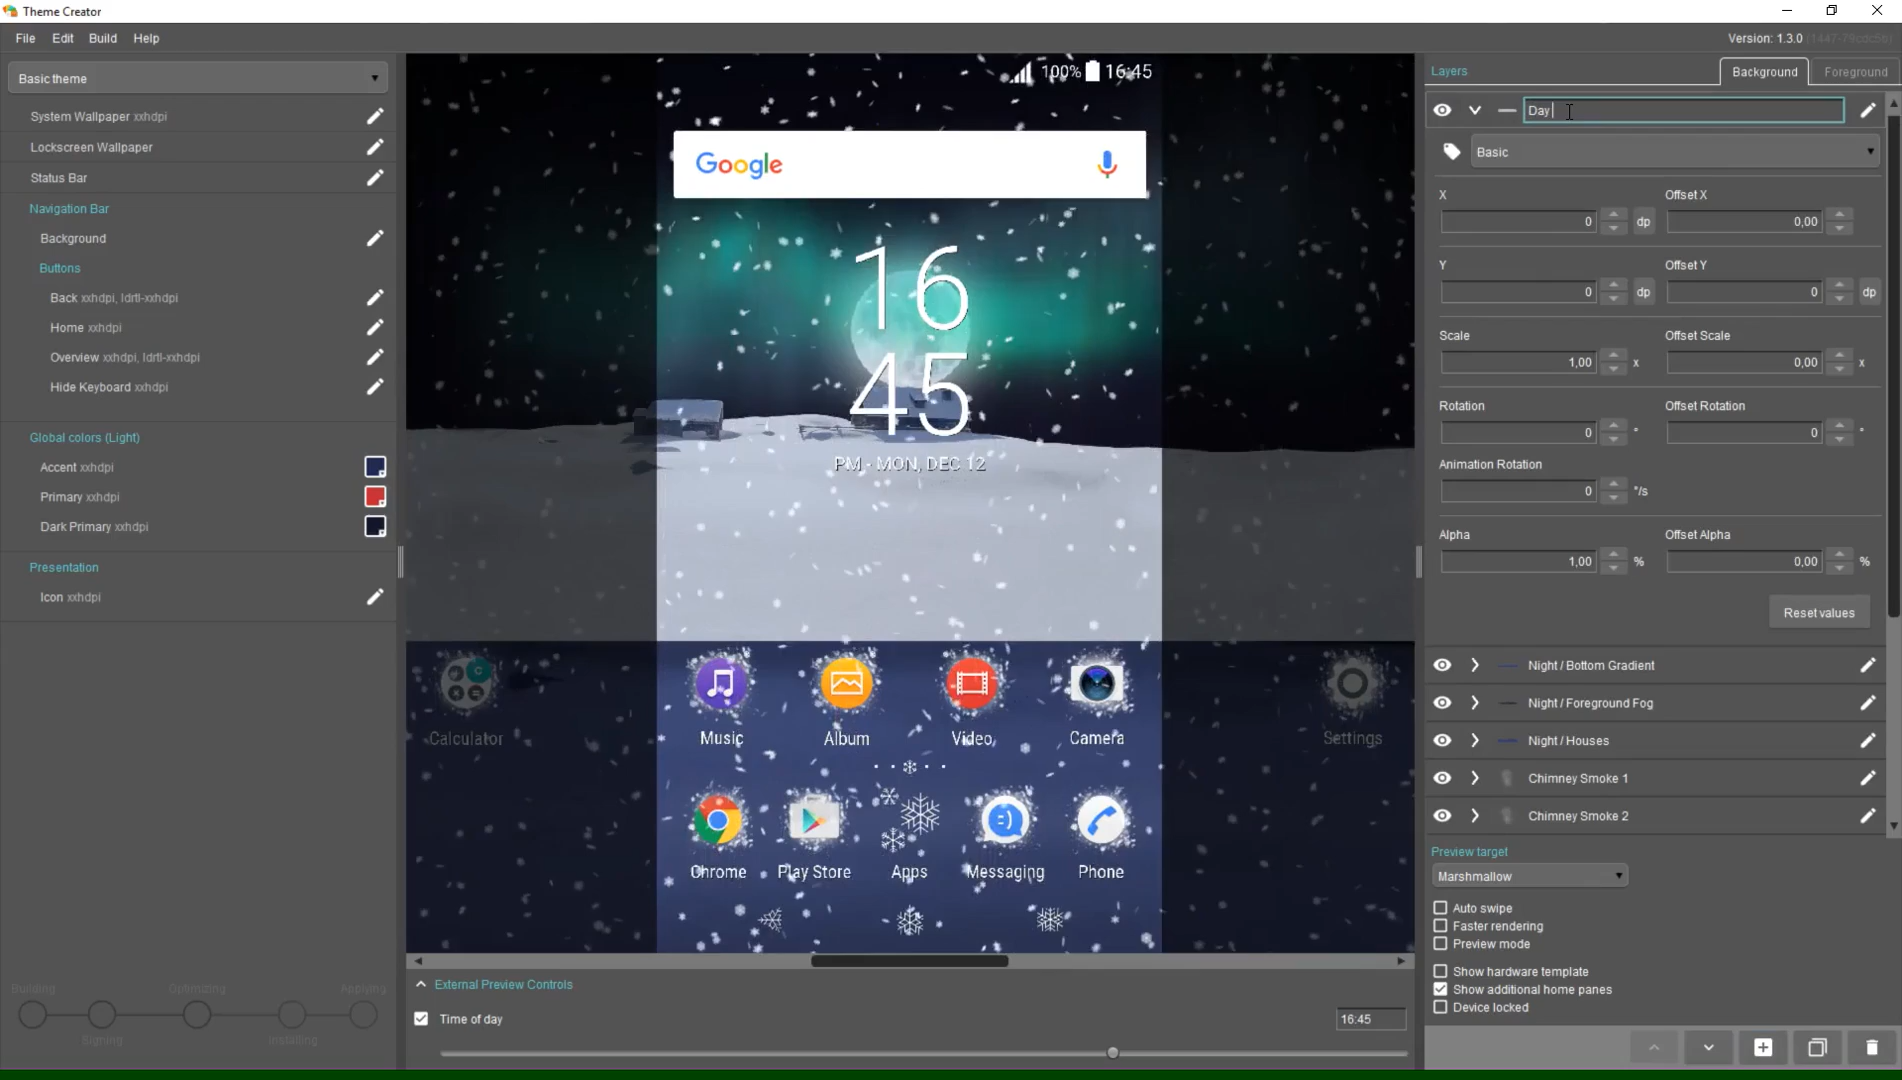 Theme Creator
File Edit Build Help
Version: 1.3.0 (1447-79cdc5b)
Basic theme
System Wallpaper xxhdpi
Lockscreen Wallpaper
Status Bar
Navigation Bar
Background
Buttons
Back xxhdpi, ldrtl-xxhdpi
Home xxhdpi
Overview xxhdpi, ldrtl-xxhdpi
Hide Keyboard xxhdpi
Global colors (Light)
Accent xxhdpi
Primary xxhdpi
Dark Primary xxhdpi
Presentation
Icon xxhdpi
Building Optimizing Applying
Signing Installing
100% 16:45
Google
16
45
PM - MON, DEC 12
Calculator Music Album Video Camera Settings
Chrome Play Store Apps Messaging Phone
External Preview Controls
Time of day 16:45
Layers Background Foreground
Day
Basic
X Offset X
0 dp 0,00
Y Offset Y
0 dp 0 dp
Scale Offset Scale
1,00 x 0,00 x
Rotation Offset Rotation
0 ° 0 °
Animation Rotation
0 °/s
Alpha Offset Alpha
1,00 % 0,00 %
Reset values
Night / Bottom Gradient
Night / Foreground Fog
Night / Houses
Chimney Smoke 1
Chimney Smoke 2
Preview target
Marshmallow
Auto swipe
Faster rendering
Preview mode
Show hardware template
Show additional home panes
Device locked